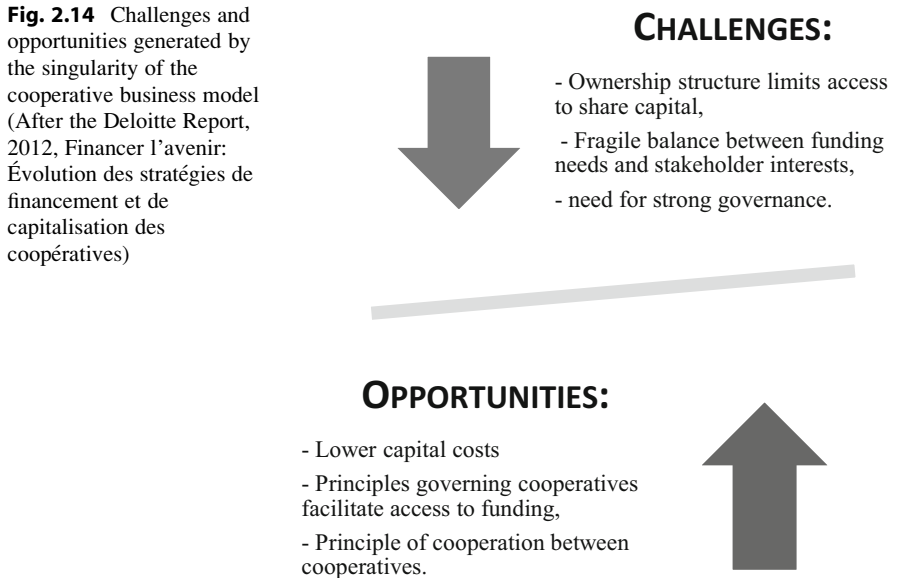 Fig. 2.14 Challenges and
opportunities generated by
the singularity of the
cooperative business model
(After the Deloitte Report,
2012, Financer l’avenir:
Évolution des stratégies de
financement et de
capitalisation des
coopératives)
CHALLENGES:
- Ownership structure limits access
to share capital,
- Fragile balance between funding
needs and stakeholder interests,
- need for strong governance.
OPPORTUNITIES:
- Lower capital costs
- Principles governing cooperatives
facilitate access to funding,
- Principle of cooperation between
cooperatives.